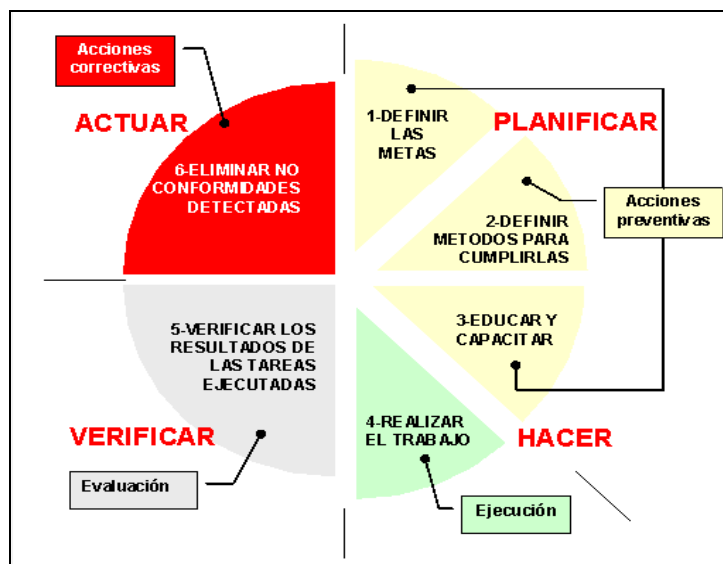 Acciones
correctivas
ACTUAR
6-ELIMINAR NO
CONFORMIDADES
DETECTADAS
1-DEFINIR
LAS
METAS
PLANIFICAR
2-DEFINIR
METODOS PARA
CUMPLIRLAS
Acciones
preventivas
3-EDUCAR Y
CAPACITAR
4-REALIZAR
EL TRABAJO
HACER
Ejecución
5-VERIFICAR LOS
RESULTADOS DE
LAS TAREAS
EJECUTADAS
VERIFICAR
Evaluación